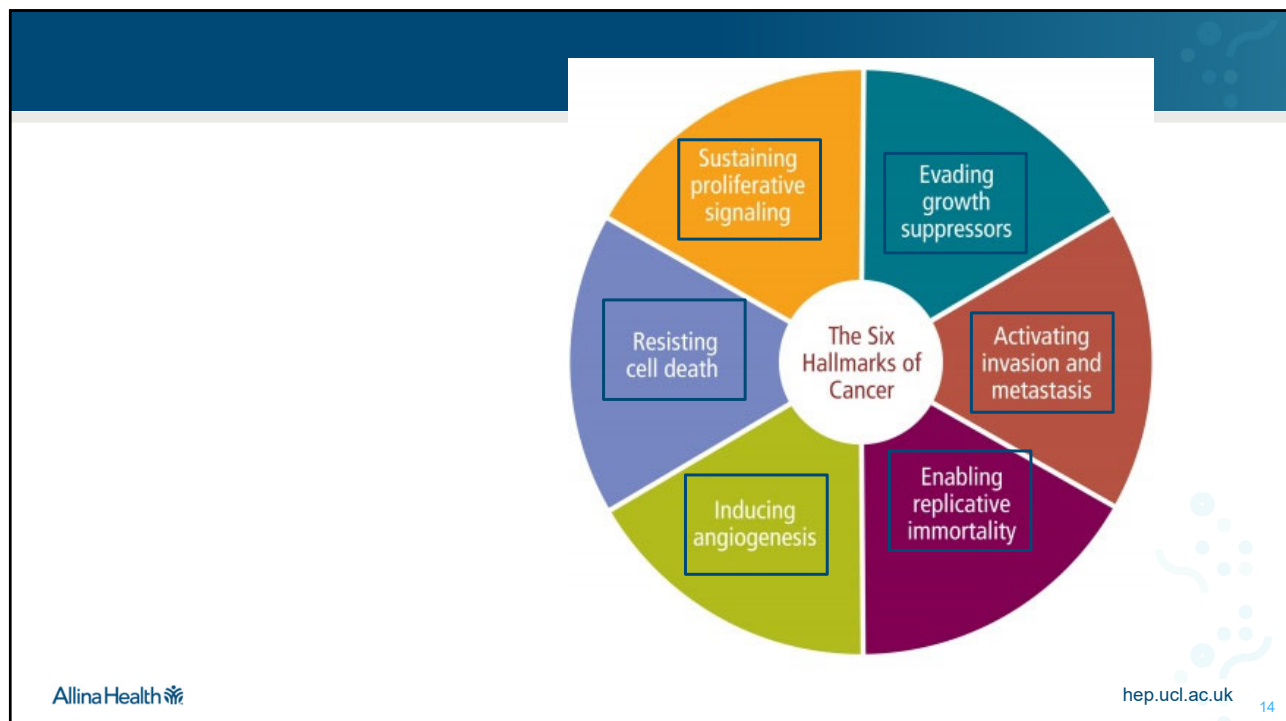 Sustaining
proliferative
signaling
Evading
growth
suppressors
Resisting
cell death
The Six
Hallmarks of
Cancer
Activating
invasion and
metastasis
Inducing
angiogenesis
Enabling
replicative
immortality
Allina Health
hep.ucl.ac.uk
14